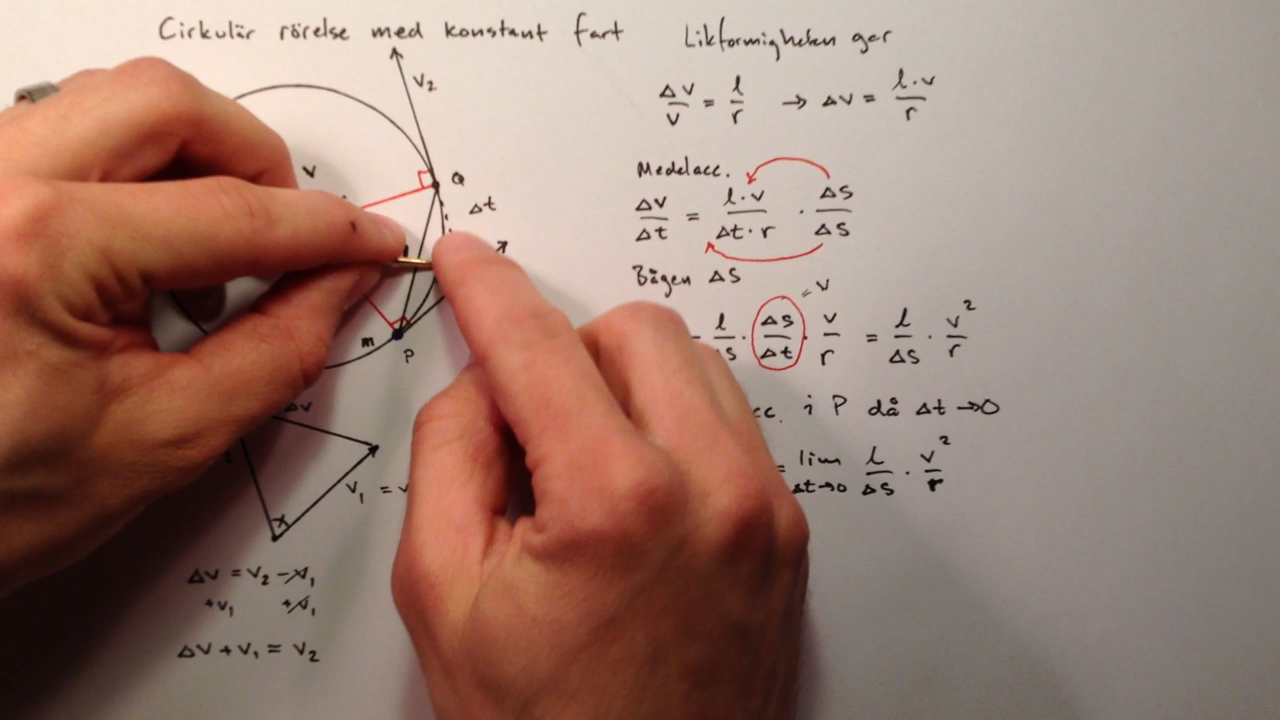 Cirkulär rörelse med konstant fart
V₂
V
Q
Δt
m
P
Δv
V₁ = v
Δv = v₂ - v₁
+v₁ +v₁
Δv + v₁ = v₂
Likformigheten ger
Δv/v = l/r → Δv = l·v/r
Medelacc.
Δv/Δt = l·v/Δt·r · Δs/Δs
Bågen Δs
= v
l/Δs · Δs/Δt · v/r = l/Δs · v²/r
cc. i P då Δt → 0
= lim Δt→0 l/Δs · v²/r